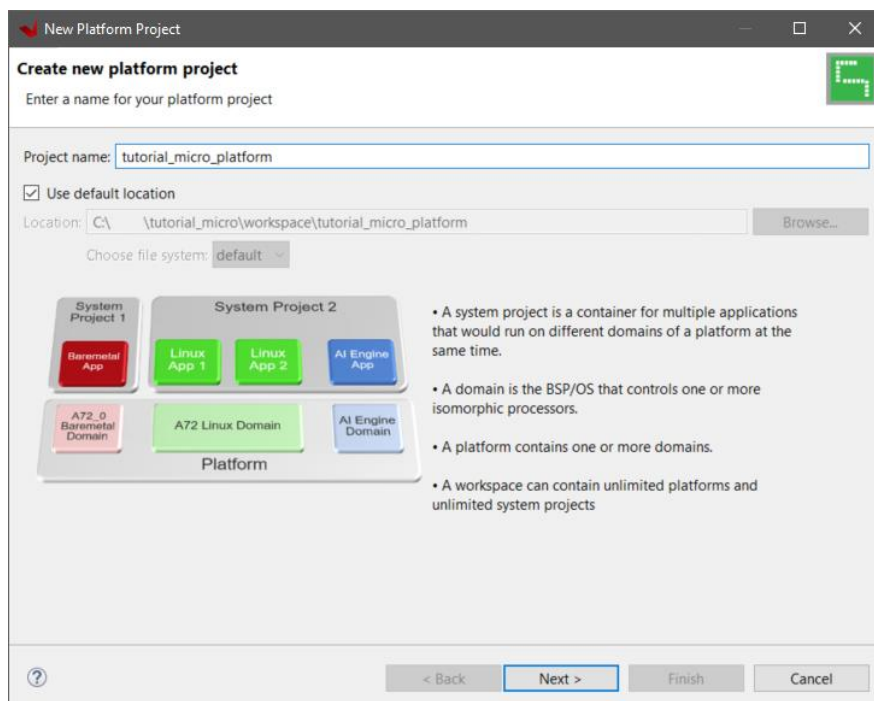 New Platform Project
Create new platform project
Enter a name for your platform project
Project name: tutorial_micro_platform
Use default location
Location: C:\ \tutorial_micro\workspace\tutorial_micro_platform Browse...
Choose file system: default
System
Project 1
System Project 2
Baremetal
App
Linux
App 1
Linux
App 2
AI Engine
App
A72_0
Baremetal
Domain
A72 Linux Domain
AI Engine
Domain
Platform
• A system project is a container for multiple applications
that would run on different domains of a platform at the
same time.
• A domain is the BSP/OS that controls one or more
isomorphic processors.
• A platform contains one or more domains.
• A workspace can contain unlimited platforms and
unlimited system projects
? < Back Next > Finish Cancel